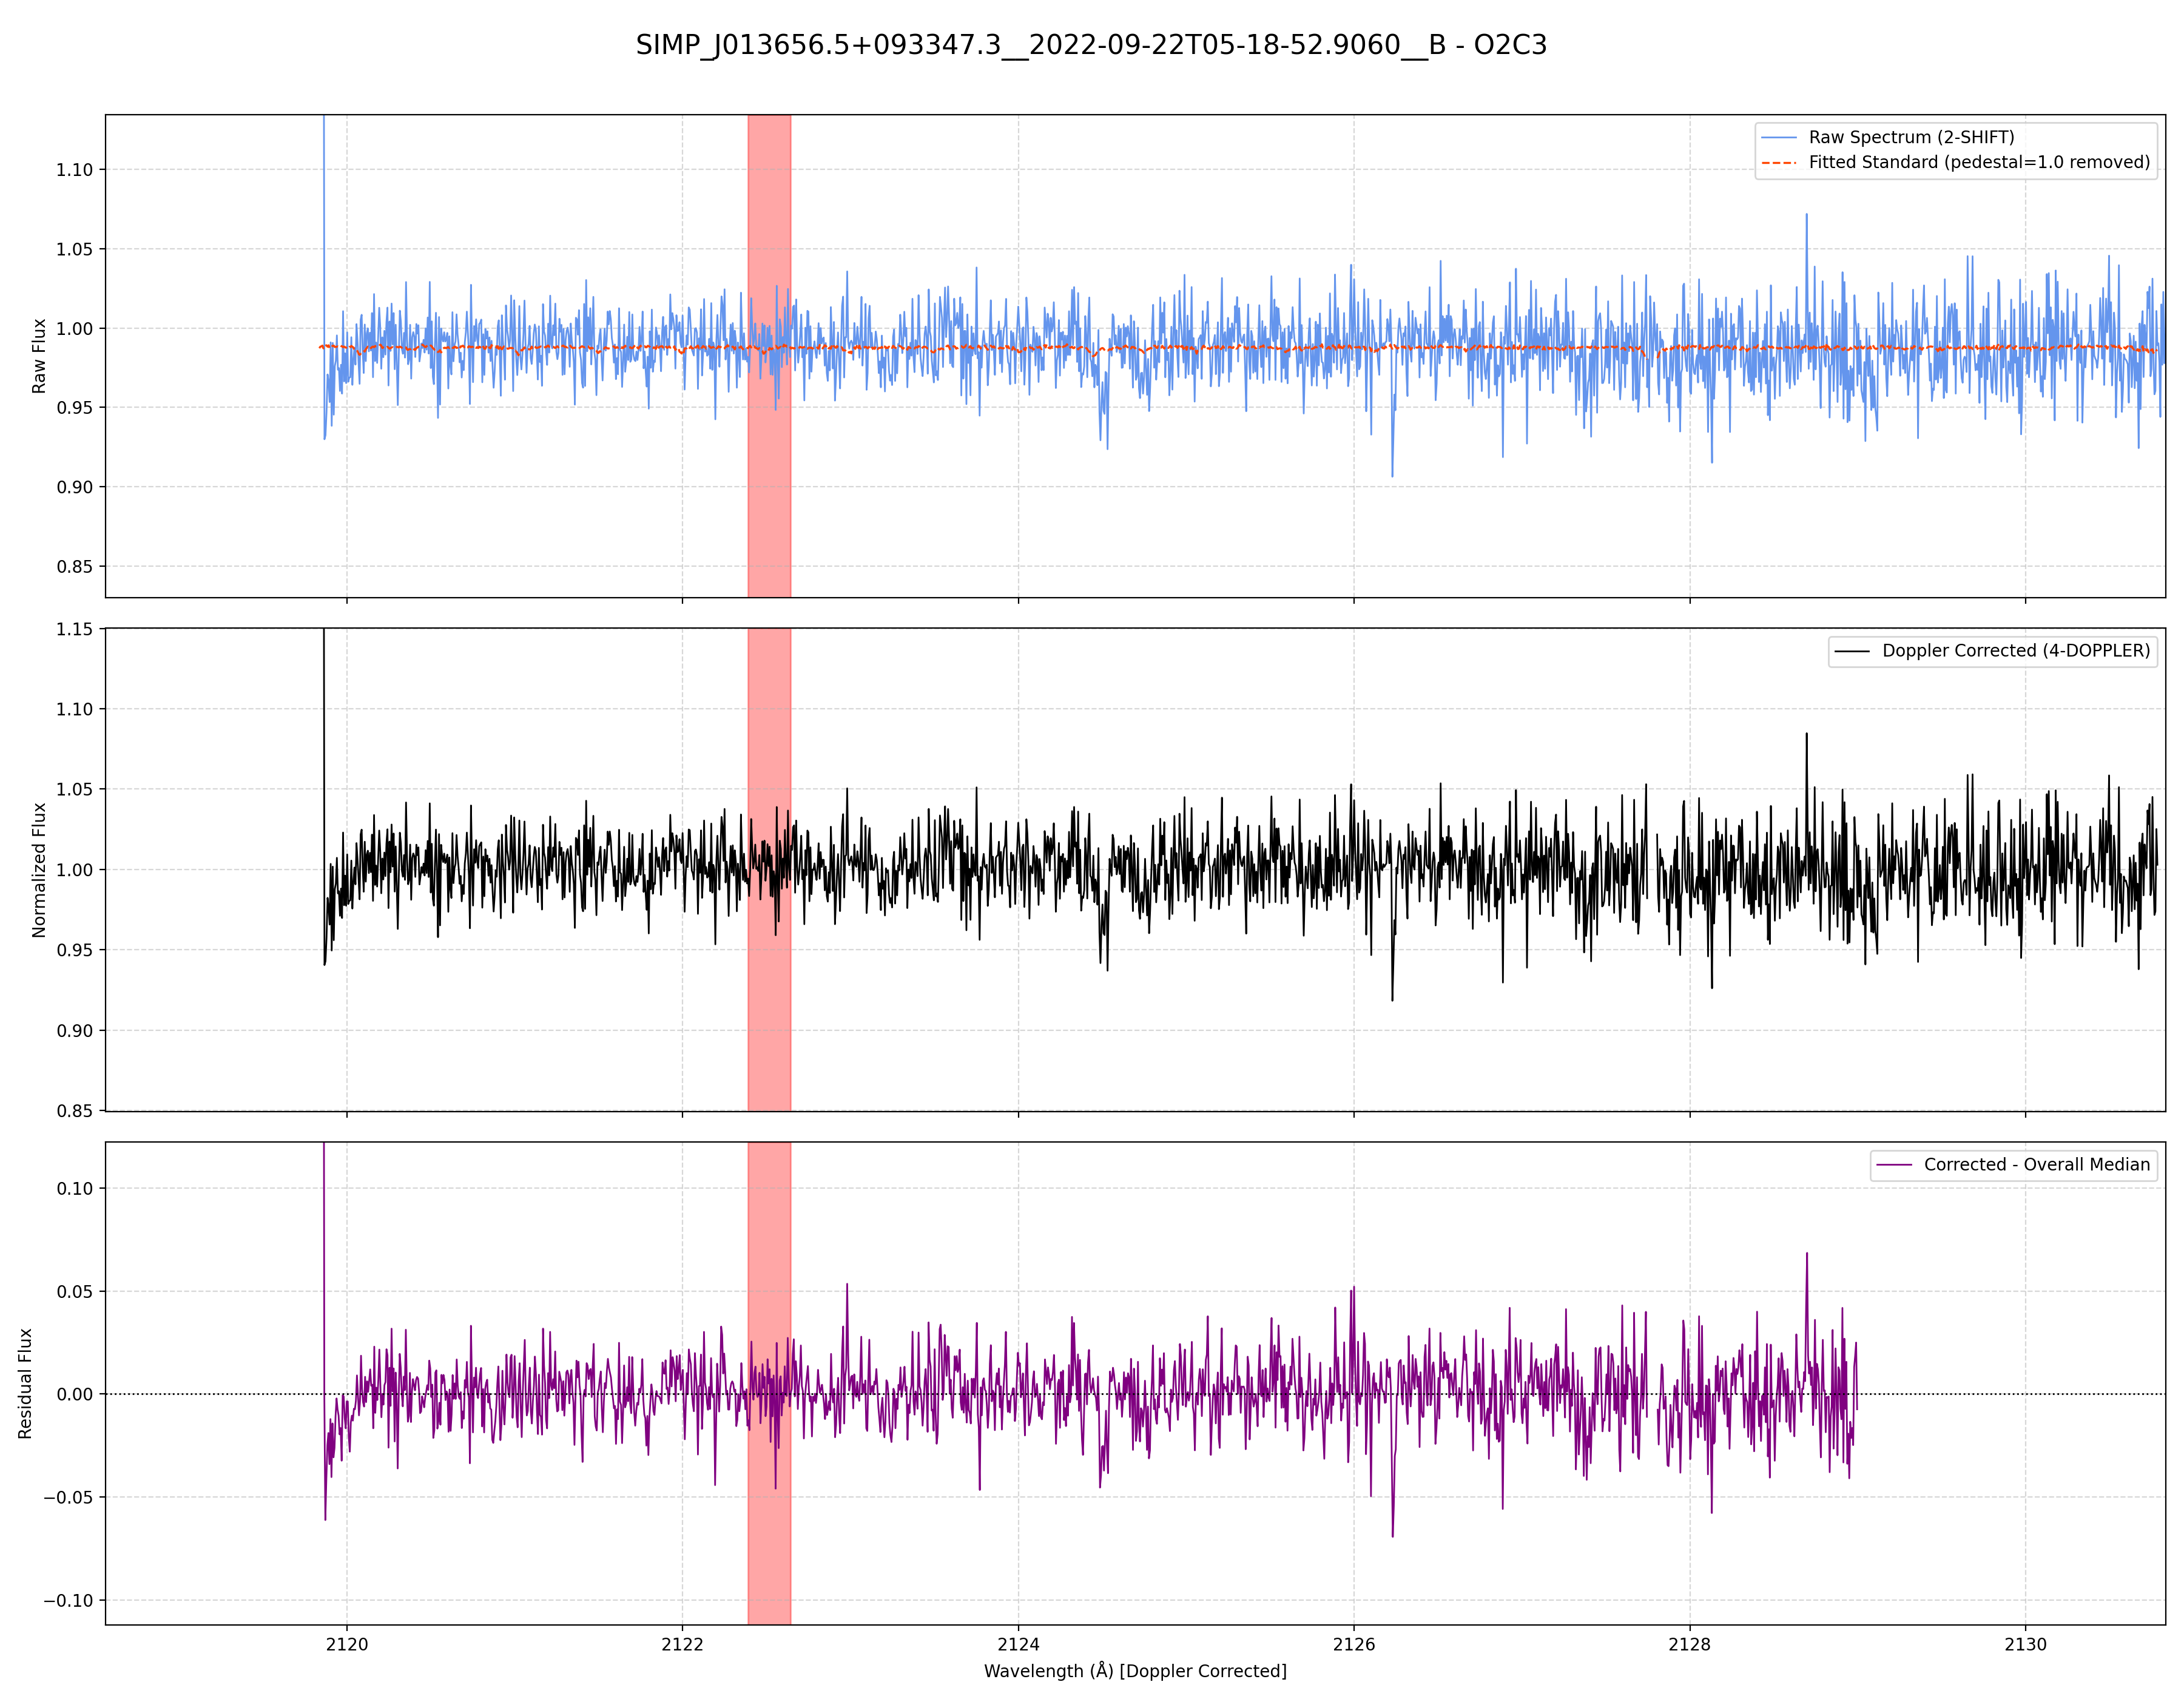 SIMP_J013656.5+093347.3__2022-09-22T05-18-52.9060__B - O2C3
Raw Spectrum (2-SHIFT)
Fitted Standard (pedestal=1.0 removed)
Raw Flux
1.10
1.05
1.00
0.95
0.90
0.85
Doppler Corrected (4-DOPPLER)
Normalized Flux
1.15
1.10
1.05
1.00
0.95
0.90
0.85
Corrected - Overall Median
Residual Flux
0.10
0.05
0.00
−0.05
−0.10
2120 2122 2124 2126 2128 2130
Wavelength (Å) [Doppler Corrected]